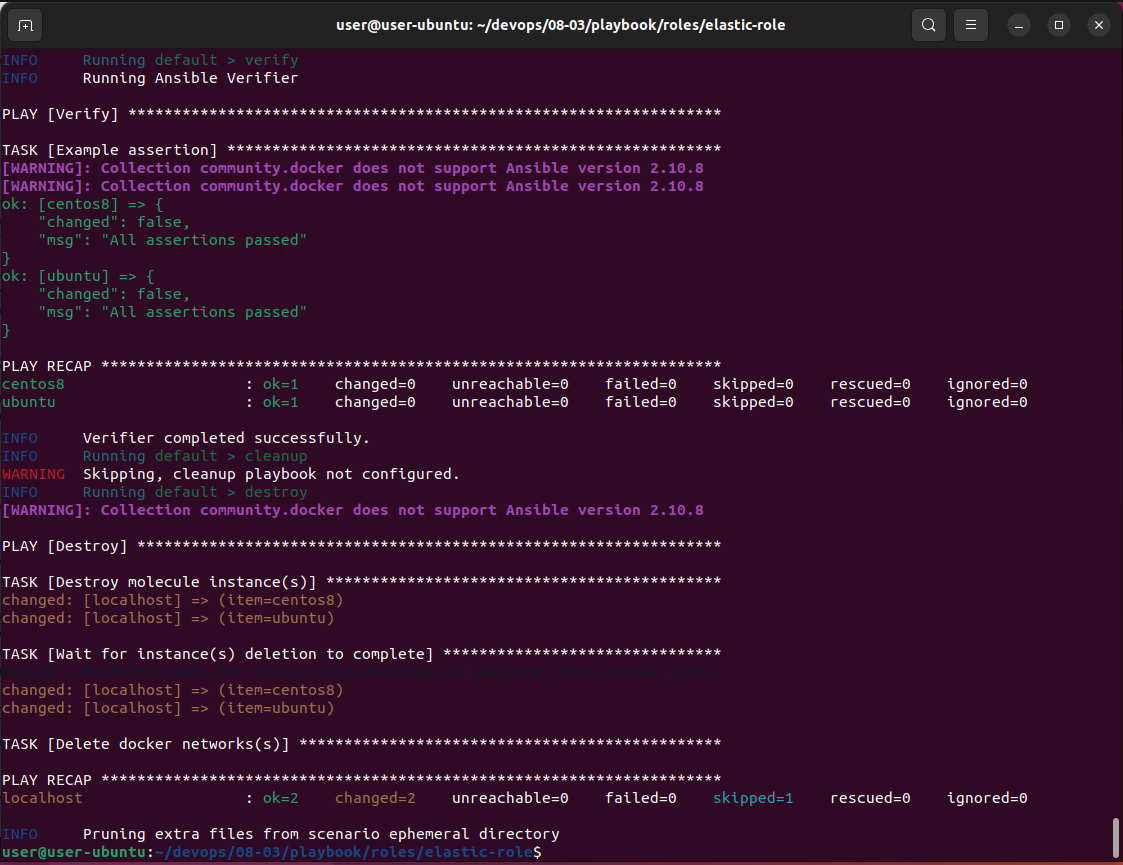 user@user-ubuntu: ~/devops/08-03/playbook/roles/elastic-role
INFO     Running default > verify
INFO     Running Ansible Verifier
PLAY [Verify] ******************************************************************
TASK [Example assertion] *******************************************************
[WARNING]: Collection community.docker does not support Ansible version 2.10.8
[WARNING]: Collection community.docker does not support Ansible version 2.10.8
ok: [centos8] => {
    "changed": false,
    "msg": "All assertions passed"
}
ok: [ubuntu] => {
    "changed": false,
    "msg": "All assertions passed"
}
PLAY RECAP *********************************************************************
centos8                    : ok=1    changed=0    unreachable=0    failed=0    skipped=0    rescued=0    ignored=0
ubuntu                     : ok=1    changed=0    unreachable=0    failed=0    skipped=0    rescued=0    ignored=0
INFO     Verifier completed successfully.
INFO     Running default > cleanup
WARNING  Skipping, cleanup playbook not configured.
INFO     Running default > destroy
[WARNING]: Collection community.docker does not support Ansible version 2.10.8
PLAY [Destroy] *****************************************************************
TASK [Destroy molecule instance(s)] ********************************************
changed: [localhost] => (item=centos8)
changed: [localhost] => (item=ubuntu)
TASK [Wait for instance(s) deletion to complete] *******************************
changed: [localhost] => (item=centos8)
changed: [localhost] => (item=ubuntu)
TASK [Delete docker networks(s)] ***********************************************
PLAY RECAP *********************************************************************
localhost                  : ok=2    changed=2    unreachable=0    failed=0    skipped=1    rescued=0    ignored=0
INFO     Pruning extra files from scenario ephemeral directory
user@user-ubuntu:~/devops/08-03/playbook/roles/elastic-role$